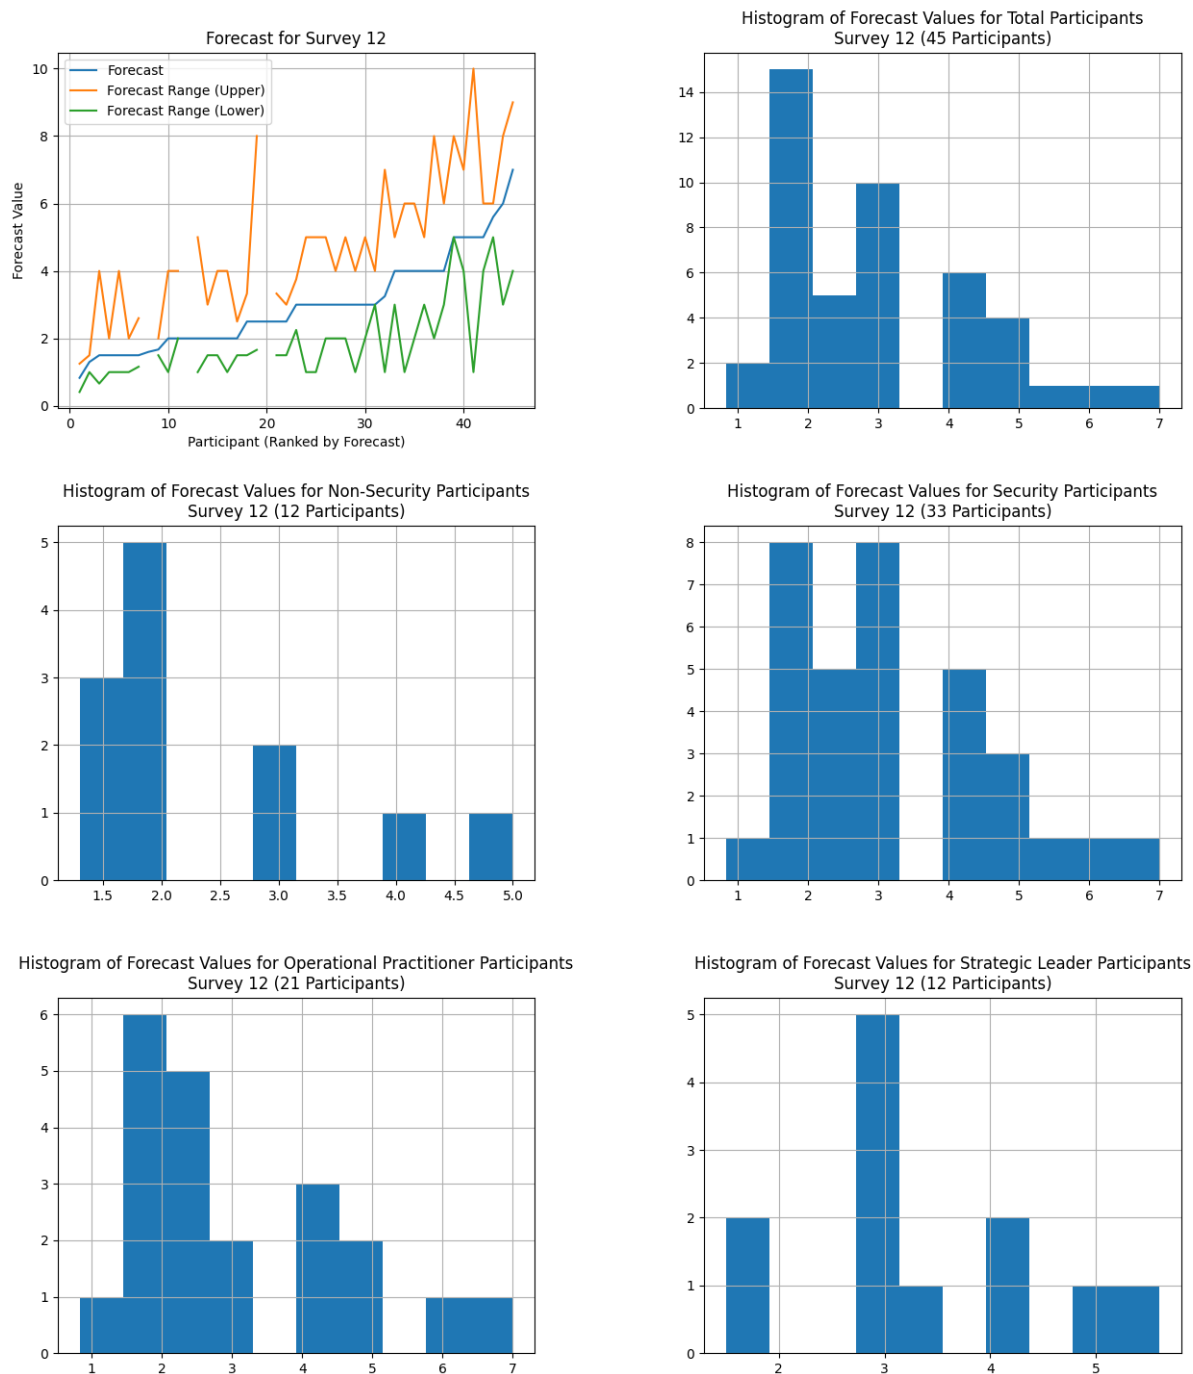 Forecast for Survey 12
Forecast
Forecast Range (Upper)
Forecast Range (Lower)
Forecast Value
10
8
6
4
2
0
0 10 20 30 40
Participant (Ranked by Forecast)
Histogram of Forecast Values for Total Participants
Survey 12 (45 Participants)
14
12
10
8
6
4
2
0
1 2 3 4 5 6 7
Histogram of Forecast Values for Non-Security Participants
Survey 12 (12 Participants)
5
4
3
2
1
0
1.5 2.0 2.5 3.0 3.5 4.0 4.5 5.0
Histogram of Forecast Values for Security Participants
Survey 12 (33 Participants)
8
7
6
5
4
3
2
1
0
1 2 3 4 5 6 7
Histogram of Forecast Values for Operational Practitioner Participants
Survey 12 (21 Participants)
6
5
4
3
2
1
0
1 2 3 4 5 6 7
Histogram of Forecast Values for Strategic Leader Participants
Survey 12 (12 Participants)
5
4
3
2
1
0
2 3 4 5